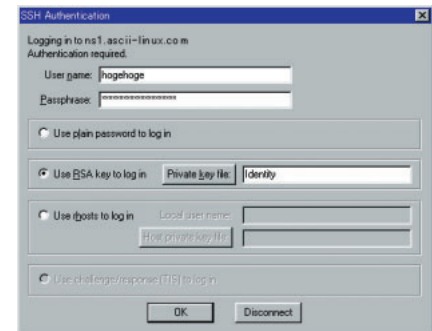 SSH Authentication
Logging in to ns1.ascii-linux.com
Authentication required.
User name: hogehoge
Passphrase: ****************
Use plain password to log in
Use RSA key to log in Private key file: Identity
Use rhosts to log in Local user name:
Host private key file:
Use challenge/response (TIS) to log in
OK Disconnect